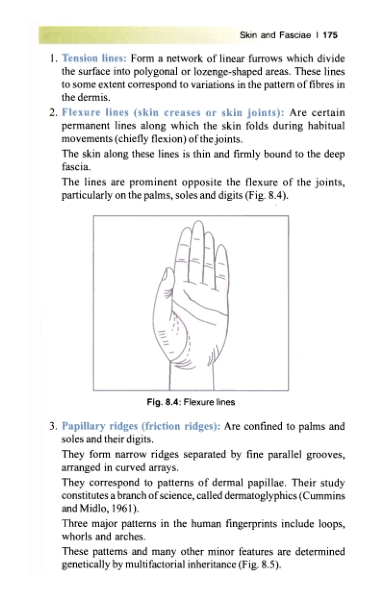 Skin and Fasciae | 175
1. Tension lines: Form a network of linear furrows which divide
the surface into polygonal or lozenge-shaped areas. These lines
to some extent correspond to variations in the pattern of fibres in
the dermis.
2. Flexure lines (skin creases or skin joints): Are certain
permanent lines along which the skin folds during habitual
movements (chiefly flexion) of the joints.
The skin along these lines is thin and firmly bound to the deep
fascia.
The lines are prominent opposite the flexure of the joints,
particularly on the palms, soles and digits (Fig. 8.4).
Fig. 8.4: Flexure lines
3. Papillary ridges (friction ridges): Are confined to palms and
soles and their digits.
They form narrow ridges separated by fine parallel grooves,
arranged in curved arrays.
They correspond to patterns of dermal papillae. Their study
constitutes a branch of science, called dermatoglyphics (Cummins
and Midlo, 1961).
Three major patterns in the human fingerprints include loops,
whorls and arches.
These patterns and many other minor features are determined
genetically by multifactorial inheritance (Fig. 8.5).